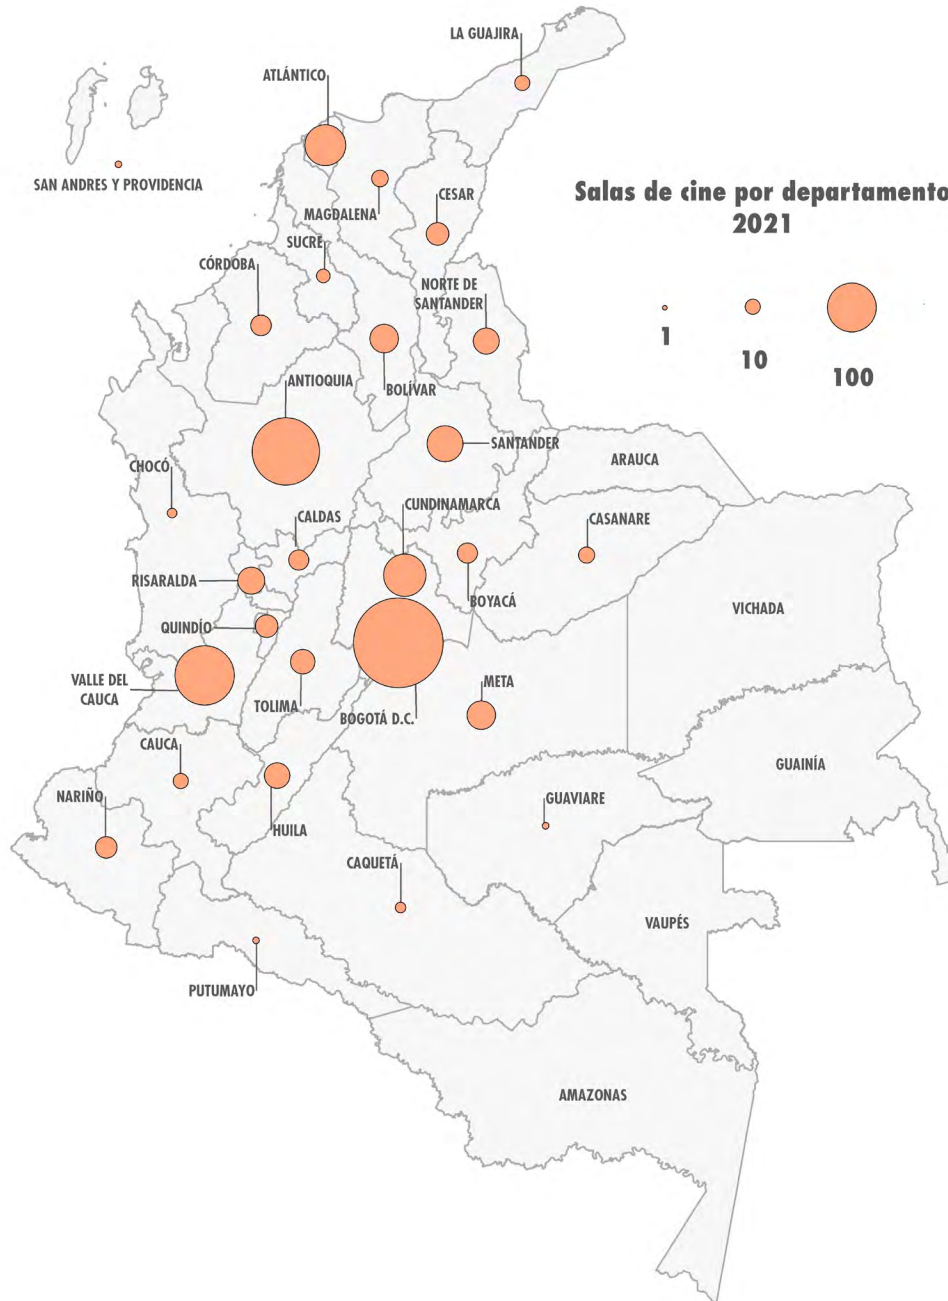 LA GUAJIRA
ATLÁNTICO
SAN ANDRES Y PROVIDENCIA
MAGDALENA
CESAR
Salas de cine por departamento
2021
SUCRE
CÓRDOBA
NORTE DE
SANTANDER
1
10
100
ANTIOQUIA
BOLÍVAR
SANTANDER
ARAUCA
CHOCÓ
CUNDINAMARCA
CALDAS
CASANARE
RISARALDA
BOYACÁ
VICHADA
QUINDÍO
VALLE DEL
CAUCA
TOLIMA
BOGOTÁ D.C.
META
CAUCA
GUAINÍA
NARIÑO
HUILA
GUAVIARE
CAQUETÁ
VAUPÉS
PUTUMAYO
AMAZONAS